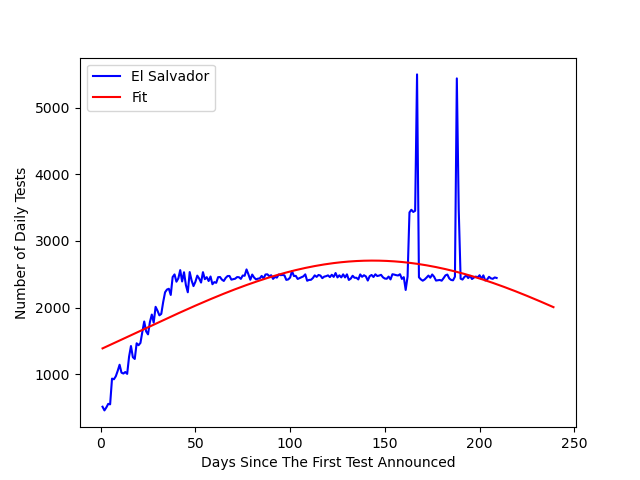 El Salvador
Fit
5000
4000
3000
2000
1000
Number of Daily Tests
0
50
100
150
200
250
Days Since The First Test Announced